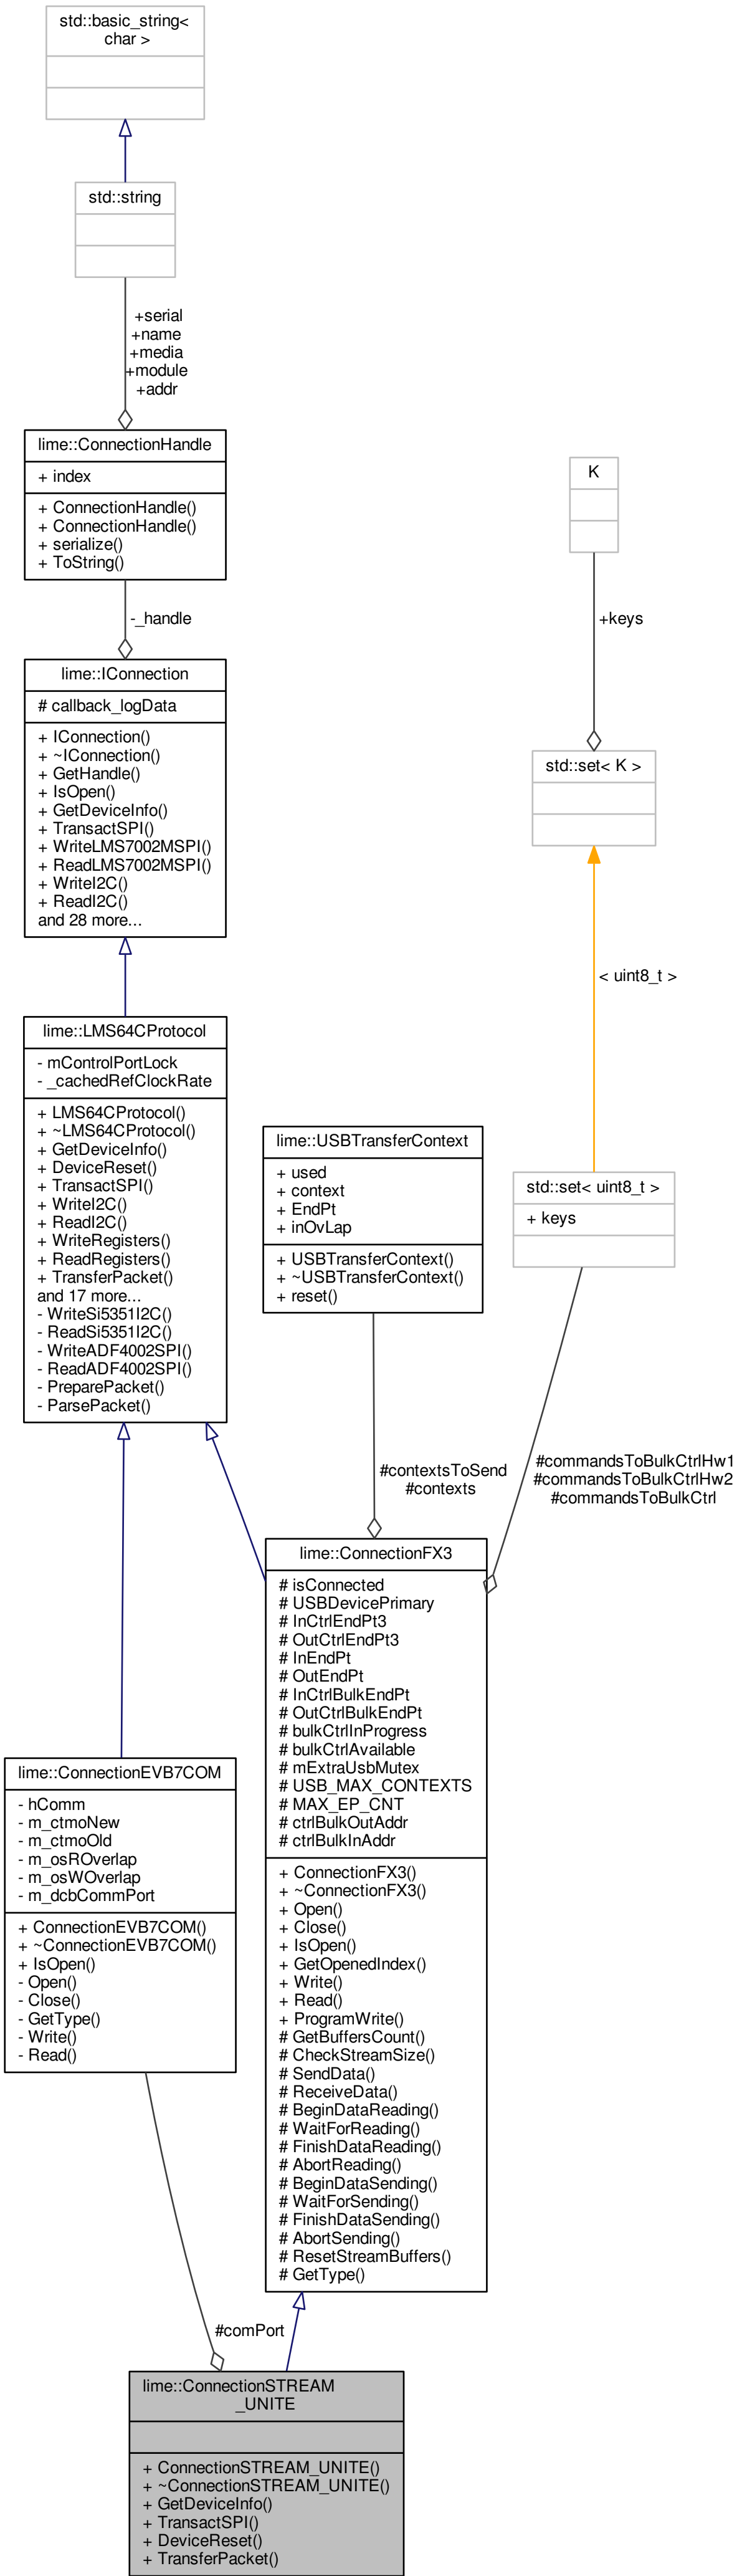 std::basic_string<
char >
std::string
+serial
+name
+media
+module
+addr
lime::ConnectionHandle
+ index
+ ConnectionHandle()
+ ConnectionHandle()
+ serialize()
+ ToString()
K
-_handle
+keys
lime::IConnection
# callback_logData
+ IConnection()
+ ~IConnection()
+ GetHandle()
+ IsOpen()
+ GetDeviceInfo()
+ TransactSPI()
+ WriteLMS7002MSPI()
+ ReadLMS7002MSPI()
+ WriteI2C()
+ ReadI2C()
and 28 more...
std::set< K >
< uint8_t >
lime::LMS64CProtocol
- mControlPortLock
- _cachedRefClockRate
+ LMS64CProtocol()
+ ~LMS64CProtocol()
+ GetDeviceInfo()
+ DeviceReset()
+ TransactSPI()
+ WriteI2C()
+ ReadI2C()
+ WriteRegisters()
+ ReadRegisters()
+ TransferPacket()
and 17 more...
- WriteSi5351I2C()
- ReadSi5351I2C()
- WriteADF4002SPI()
- ReadADF4002SPI()
- PreparePacket()
- ParsePacket()
lime::USBTransferContext
+ used
+ context
+ EndPt
+ inOvLap
+ USBTransferContext()
+ ~USBTransferContext()
+ reset()
std::set< uint8_t >
+ keys
#contextsToSend
#contexts
#commandsToBulkCtrlHw1
#commandsToBulkCtrlHw2
#commandsToBulkCtrl
lime::ConnectionFX3
# isConnected
# USBDevicePrimary
# InCtrlEndPt3
# OutCtrlEndPt3
# InEndPt
# OutEndPt
# InCtrlBulkEndPt
# OutCtrlBulkEndPt
# bulkCtrlInProgress
# bulkCtrlAvailable
# mExtraUsbMutex
# USB_MAX_CONTEXTS
# MAX_EP_CNT
# ctrlBulkOutAddr
# ctrlBulkInAddr
+ ConnectionFX3()
+ ~ConnectionFX3()
+ Open()
+ Close()
+ IsOpen()
+ GetOpenedIndex()
+ Write()
+ Read()
+ ProgramWrite()
# GetBuffersCount()
# CheckStreamSize()
# SendData()
# ReceiveData()
# BeginDataReading()
# WaitForReading()
# FinishDataReading()
# AbortReading()
# BeginDataSending()
# WaitForSending()
# FinishDataSending()
# AbortSending()
# ResetStreamBuffers()
# GetType()
lime::ConnectionEVB7COM
- hComm
- m_ctmoNew
- m_ctmoOld
- m_osROverlap
- m_osWOverlap
- m_dcbCommPort
+ ConnectionEVB7COM()
+ ~ConnectionEVB7COM()
+ IsOpen()
- Open()
- Close()
- GetType()
- Write()
- Read()
#comPort
lime::ConnectionSTREAM
_UNITE
+ ConnectionSTREAM_UNITE()
+ ~ConnectionSTREAM_UNITE()
+ GetDeviceInfo()
+ TransactSPI()
+ DeviceReset()
+ TransferPacket()